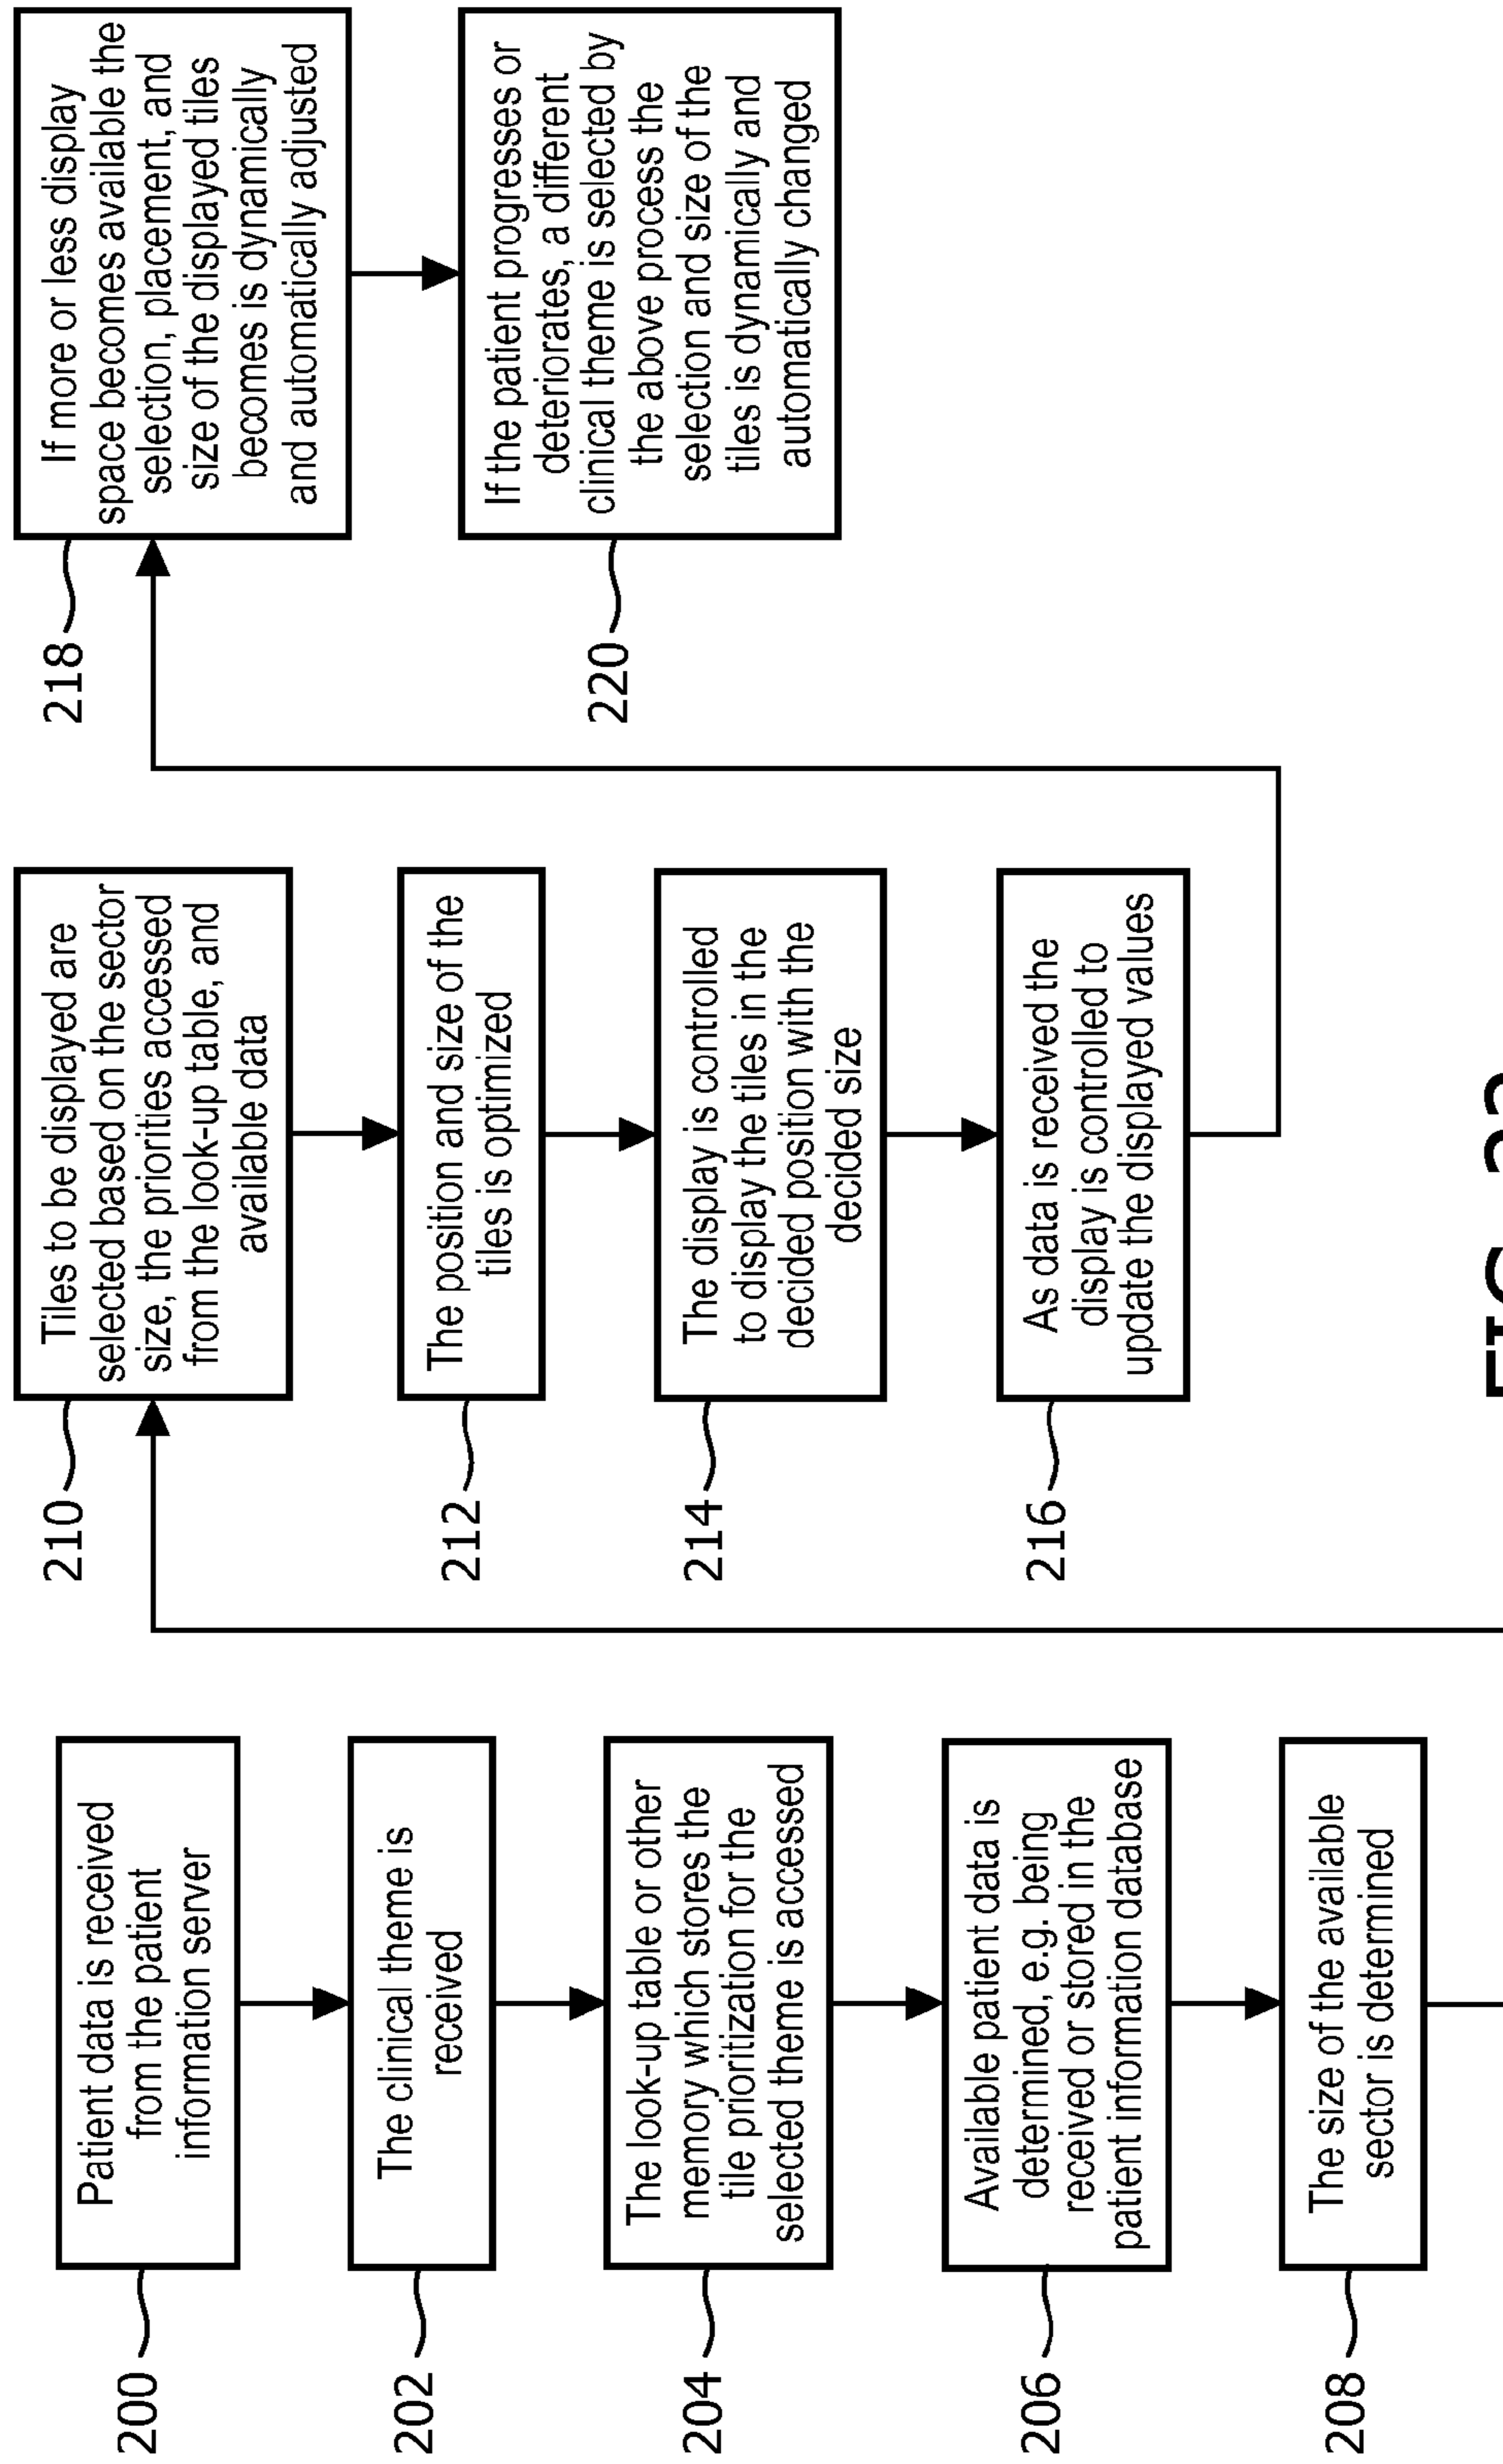 200
Patient data is received
from the patient
information server
202
The clinical theme is
received
204
The look-up table or other
memory which stores the
tile prioritization for the
selected theme is accessed
206
Available patient data is
determined, e.g. being
received or stored in the
patient information database
208
The size of the available
sector is determined
210
Tiles to be displayed are
selected based on the sector
size, the priorities accessed
from the look-up table, and
available data
212
The position and size of the
tiles is optimized
214
The display is controlled
to display the tiles in the
decided position with the
decided size
216
As data is received the
display is controlled to
update the displayed values
218
If more or less display
space becomes available the
selection, placement, and
size of the displayed tiles
becomes is dynamically
and automatically adjusted
220
If the patient progresses or
deteriorates, a different
clinical theme is selected by
the above process the
selection and size of the
tiles is dynamically and
automatically changed